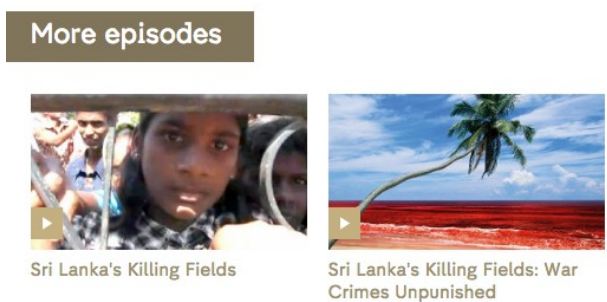 More episodes
Sri Lanka's Killing Fields
Sri Lanka's Killing Fields: War
Crimes Unpunished